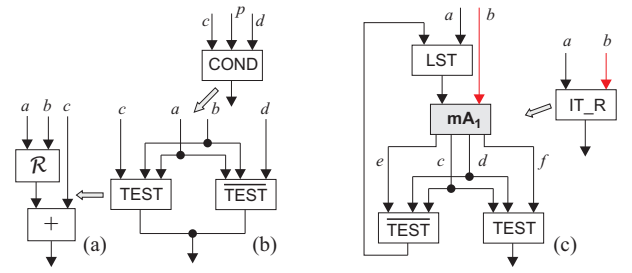 c p d
COND
a b c
c a b d
R
+
TEST
TEST
(a)
(b)
a b
LST
mA1
e c d f
TEST
TEST
(c)
a b
IT_R